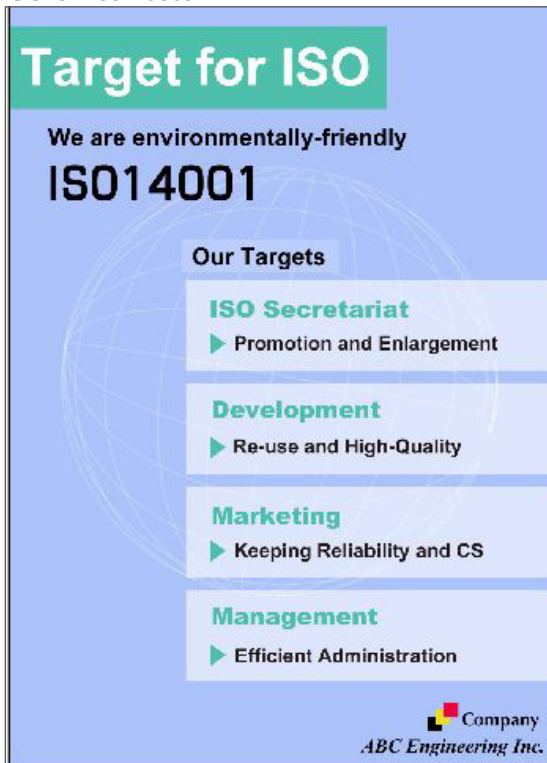 Target for ISO
We are environmentally-friendly
ISO14001
Our Targets
ISO Secretariat
Promotion and Enlargement
Development
Re-use and High-Quality
Marketing
Keeping Reliability and CS
Management
Efficient Administration
Company
ABC Engineering Inc.